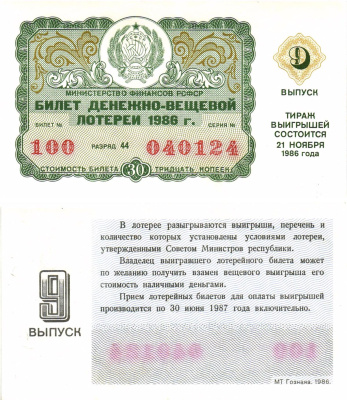 МИНИСТЕРСТВО ФИНАНСОВ РСФСР
БИЛЕТ ДЕНЕЖНО-ВЕЩЕВОЙ
ЛОТЕРЕИ 1986 г.
БИЛЕТ № СЕРИЯ №
100 РАЗРЯД 44 040124
СТОИМОСТЬ БИЛЕТА 30 ТРИДЦАТЬ КОПЕЕК
9
ВЫПУСК
ТИРАЖ
ВЫИГРЫШЕЙ
СОСТОИТСЯ
21 НОЯБРЯ
1986 года
9
ВЫПУСК
В лотерее разыгрываются выигрыши, перечень и
количество которых установлены условиями лотереи,
утвержденными Советом Министров республики.
Владелец выигравшего лотерейного билета может
по желанию получить взамен вещевого выигрыша его
стоимость наличными деньгами.
Прием лотерейных билетов для оплаты выигрышей
производится по 30 июня 1987 года включительно.
040124 100
МТ Гознака. 1986.